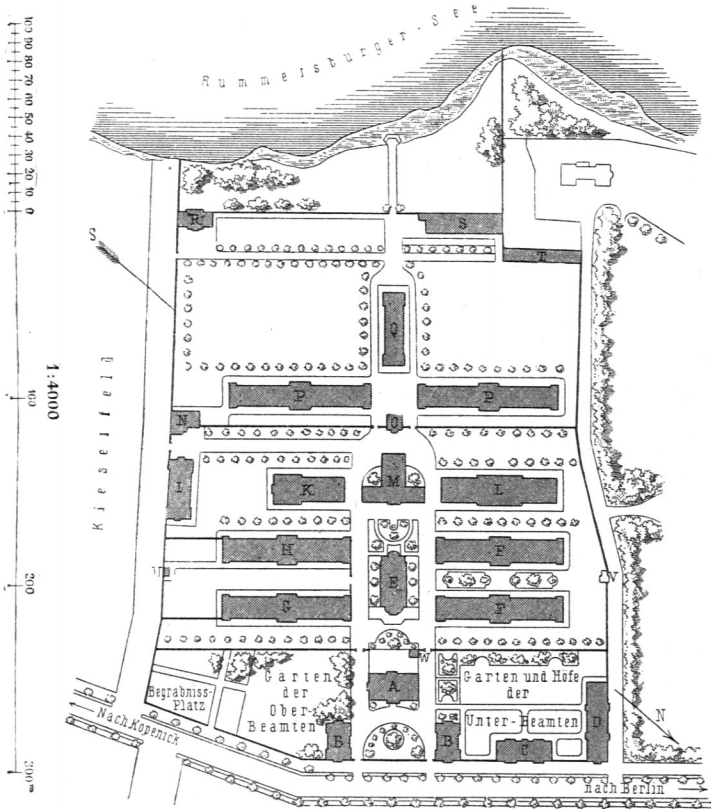 Rummelsburger-See
100 90 80 70 60 50 40 30 20 10 0
100
200
300 m
1:4000
S
Kieselfeld
R
S
T
Q
P
P
N
O
I
K
M
L
H
F
E
V
G
F
W
A
Begräbniss-
Platz
Garten
der
Ober-
Beamten
Garten und Höfe
der
Unter-Beamten
B
B
C
D
N
Nach Köpenick
nach Berlin